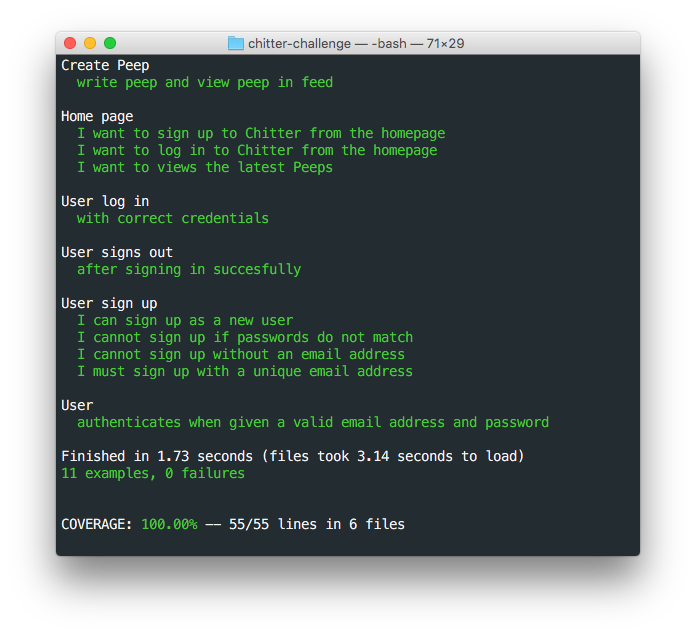 chitter-challenge — -bash — 71×29
Create Peep
write peep and view peep in feed
Home page
I want to sign up to Chitter from the homepage
I want to log in to Chitter from the homepage
I want to views the latest Peeps
User log in
with correct credentials
User signs out
after signing in succesfully
User sign up
I can sign up as a new user
I cannot sign up if passwords do not match
I cannot sign up without an email address
I must sign up with a unique email address
User
authenticates when given a valid email address and password
Finished in 1.73 seconds (files took 3.14 seconds to load)
11 examples, 0 failures
COVERAGE: 100.00% -- 55/55 lines in 6 files